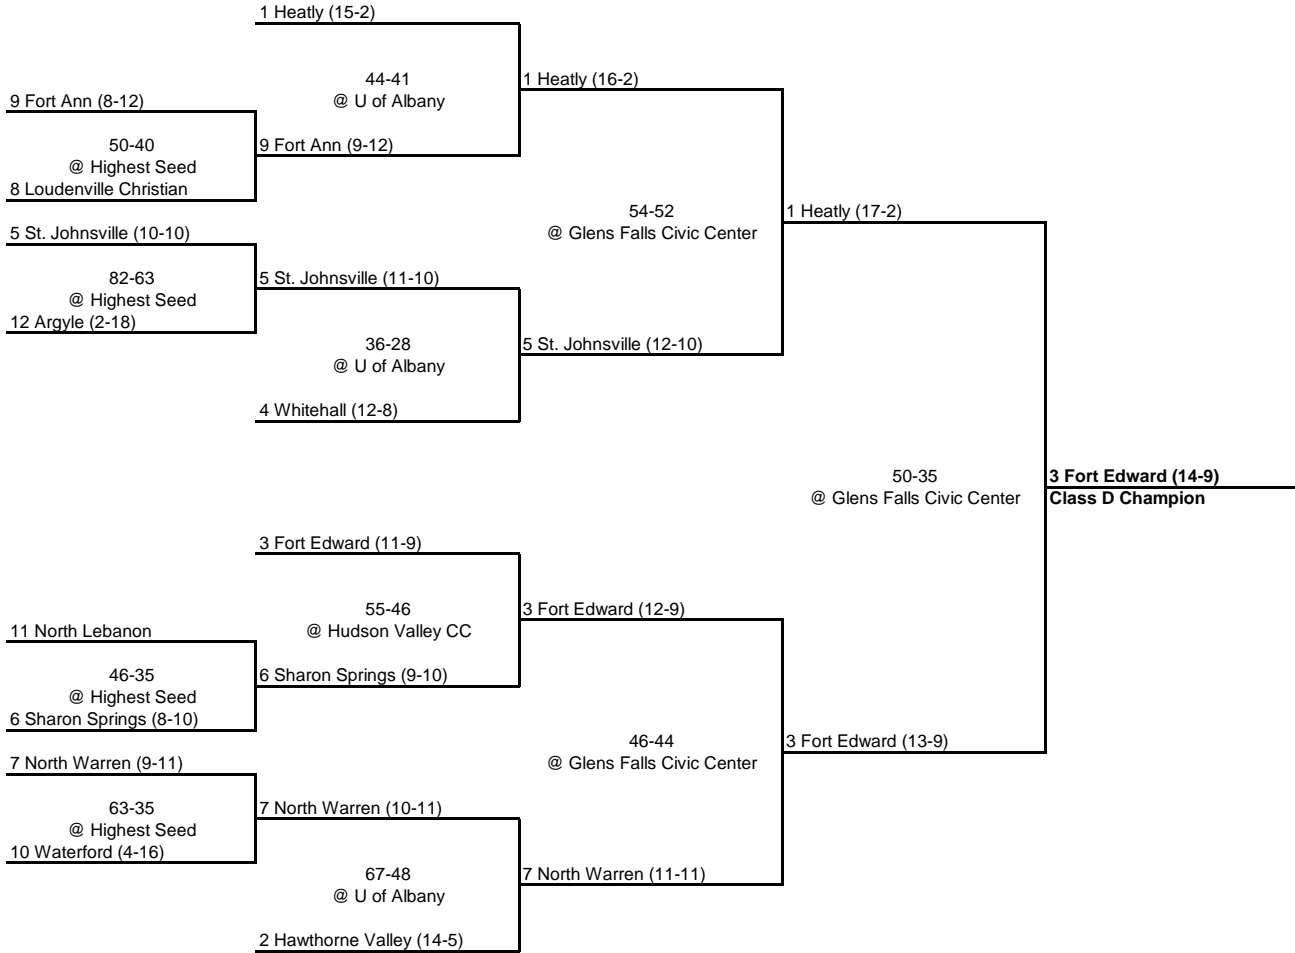 1 Heatly (15-2)
44-41
@ U of Albany
1 Heatly (16-2)
9 Fort Ann (8-12)
50-40
@ Highest Seed
9 Fort Ann (9-12)
8 Loudenville Christian
54-52
@ Glens Falls Civic Center
1 Heatly (17-2)
5 St. Johnsville (10-10)
82-63
@ Highest Seed
5 St. Johnsville (11-10)
12 Argyle (2-18)
36-28
@ U of Albany
5 St. Johnsville (12-10)
4 Whitehall (12-8)
50-35
@ Glens Falls Civic Center
3 Fort Edward (14-9)
Class D Champion
3 Fort Edward (11-9)
55-46
@ Hudson Valley CC
3 Fort Edward (12-9)
11 North Lebanon
46-35
@ Highest Seed
6 Sharon Springs (9-10)
6 Sharon Springs (8-10)
46-44
@ Glens Falls Civic Center
3 Fort Edward (13-9)
7 North Warren (9-11)
63-35
@ Highest Seed
7 North Warren (10-11)
10 Waterford (4-16)
67-48
@ U of Albany
7 North Warren (11-11)
2 Hawthorne Valley (14-5)